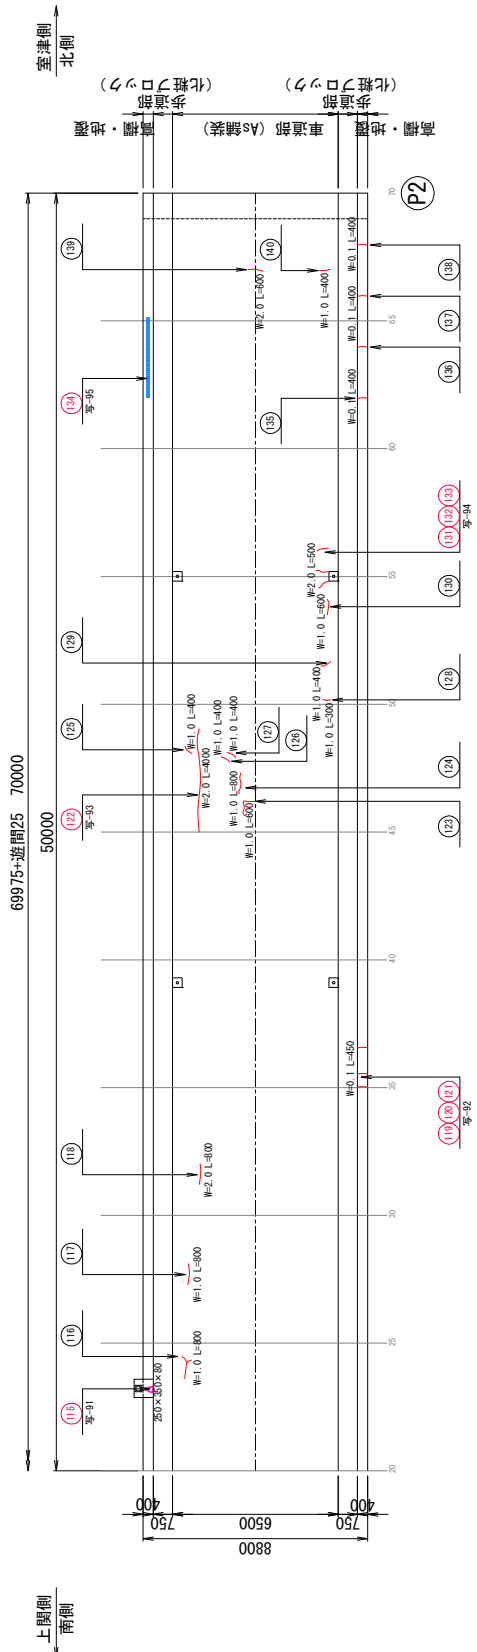 室津側
北側
高欄・地覆
歩道部
(化粧ブロック)
車道部 (As舗装)
歩道部
(化粧ブロック)
高欄・地覆
P2
69975+遊間25 70000
50000
139
134
写-95
129
125
122
写-93
118
117
116
115
写-91
140
135
127
126
138
137
136
131 132 133
写-94
130
128
124
123
119 120 121
写-92
W=2.0 L=600
W=1.0 L=400
W=0.1 L=400
W=0.1 L=400
W=0.1 L=400
W=2.0 L=500
W=1.0 L=600
W=1.0 L=400
W=1.0 L=300
W=1.0 L=400
W=2.0 L=4000
W=1.0 L=400
W=1.0 L=400
W=1.0 L=800
W=1.0 L=600
W=0.1 L=450
W=2.0 L=800
W=1.0 L=800
W=1.0 L=800
250×350×80
70
65
60
55
50
45
40
35
30
25
20
400
750
6500
750
400
8800
上関側
南側